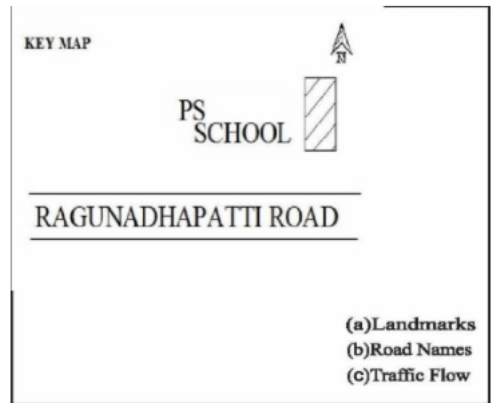 KEY MAP
N
PS
SCHOOL
RAGUNADHAPATTI ROAD
(a)Landmarks
(b)Road Names
(c)Traffic Flow